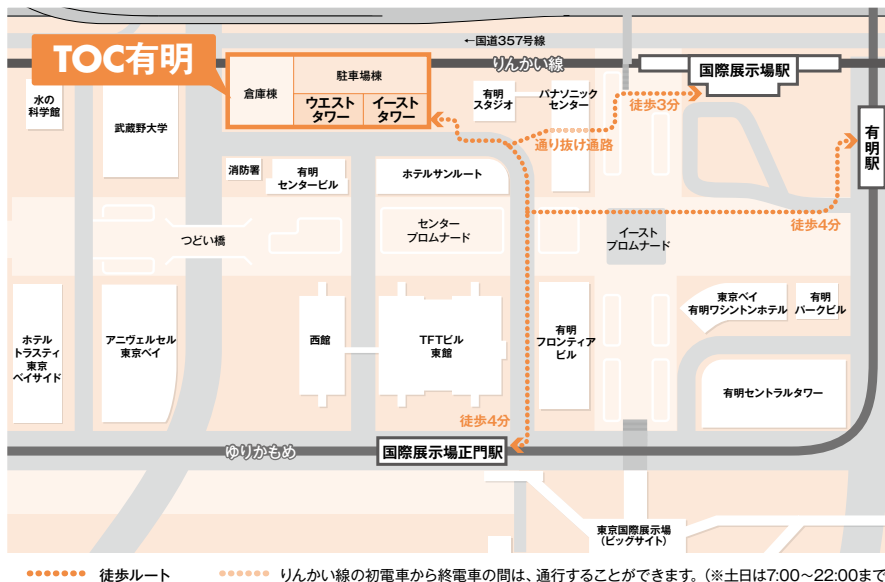 ←国道357号線
TOC有明
りんかい線
国際展示場駅
倉庫棟
駐車場棟
ウエスト
タワー
イースト
タワー
水の
科学館
武蔵野大学
有明
スタジオ
パナソニック
センター
徒歩3分
通り抜け通路
有明駅
消防署
有明
センタービル
ホテルサンルート
つどい橋
センター
プロムナード
イースト
プロムナード
徒歩4分
ホテル
トラスティ
東京
ベイサイド
アニヴェルセル
東京ベイ
西館
TFTビル
東館
有明
フロンティア
ビル
東京ベイ
有明ワシントンホテル
有明
パークビル
有明セントラルタワー
徒歩4分
ゆりかもめ
国際展示場正門駅
東京国際展示場
(ビッグサイト)
徒歩ルート
りんかい線の初電車から終電車の間は、通行することができます。(※土日は7:00〜22:00まで